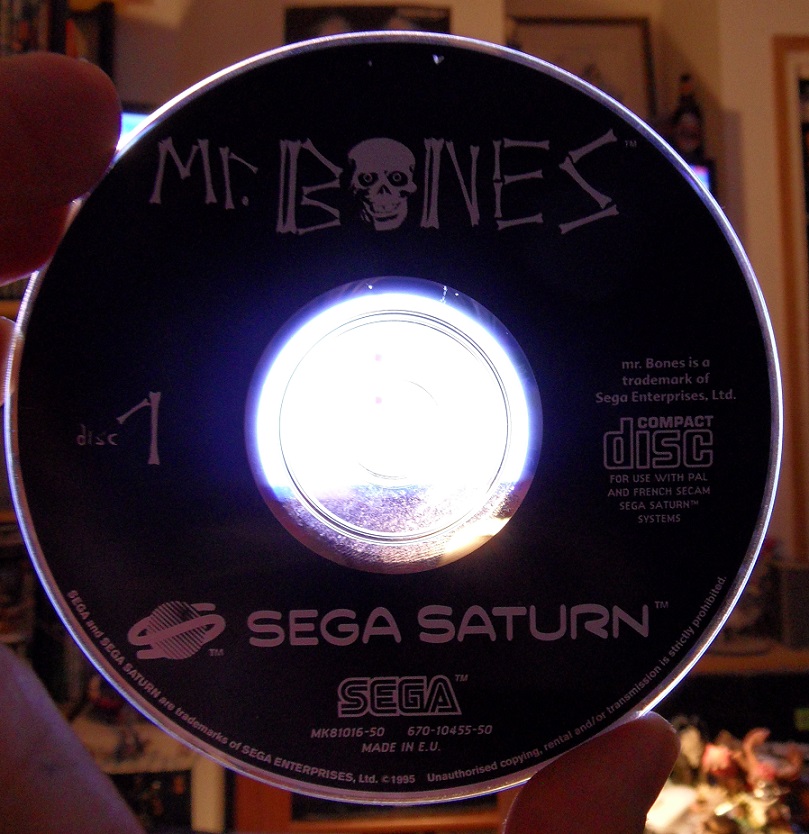 Mr. BONES™
disc 1
mr. Bones is a
trademark of
Sega Enterprises, Ltd.
COMPACT
disc
FOR USE WITH PAL
AND FRENCH SECAM
SEGA SATURN™
SYSTEMS
TM
SEGA SATURN™
SEGA™
MK81016-50 670-10455-50
MADE IN E.U.
SEGA and SEGA SATURN are trademarks of SEGA ENTERPRISES, Ltd. ©1995 Unauthorised copying, rental and/or transmission is strictly prohibited.